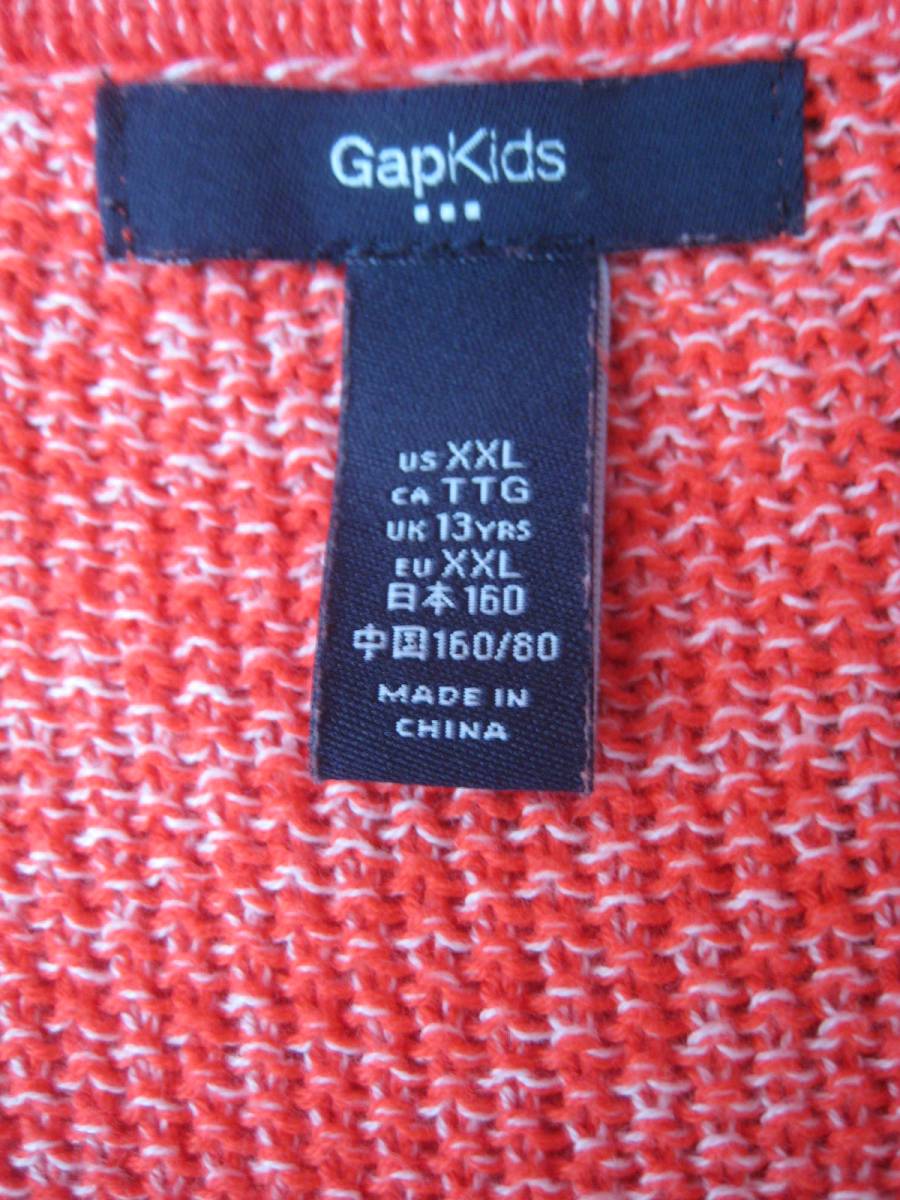 GapKids
US XXL
CA TTG
UK 13YRS
EU XXL
日本 160
中国 160/80
MADE IN
CHINA